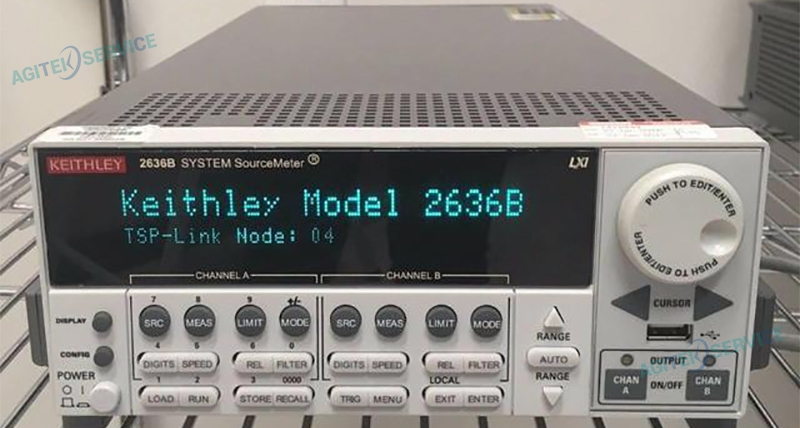 AGITEK SERVICE
KEITHLEY 2636B SYSTEM SourceMeter® LXI
Keithley Model 2636B
TSP-Link Node: 04
CHANNEL A CHANNEL B
PUSH TO EDIT/ENTER
PUSH TO EDIT/ENTER
7 8 9 +/-
DISPLAY SRC MEAS LIMIT MODE SRC MEAS LIMIT MODE
CURSOR
RANGE
4 5 6 0
CONFIG DIGITS SPEED REL FILTER DIGITS SPEED REL FILTER AUTO
OUTPUT
POWER 1 2 3 0000 LOCAL RANGE
LOAD RUN STORE RECALL TRIG MENU EXIT ENTER
CHAN A ON/OFF CHAN B
AGITEK SERVICE